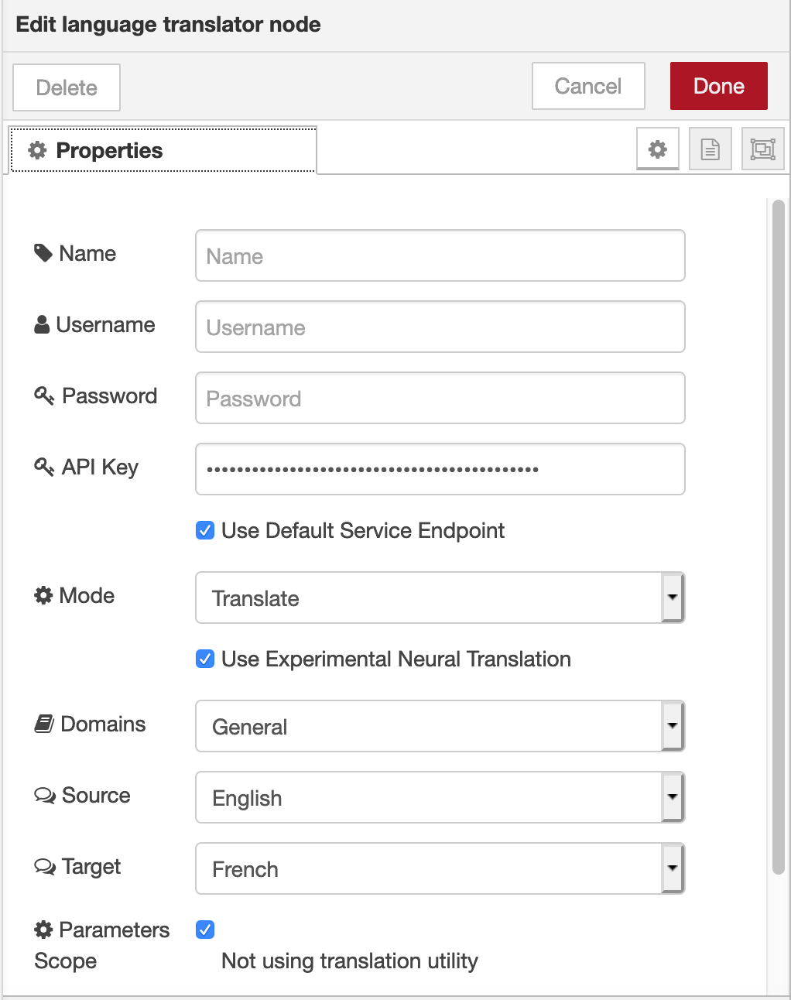 Edit language translator node
Delete
Cancel
Done
Properties
Name
Name
Username
Username
Password
Password
API Key
••••••••••••••••••••••••••••••••••••••••••••
Use Default Service Endpoint
Mode
Translate
Use Experimental Neural Translation
Domains
General
Source
English
Target
French
Parameters
Scope
Not using translation utility